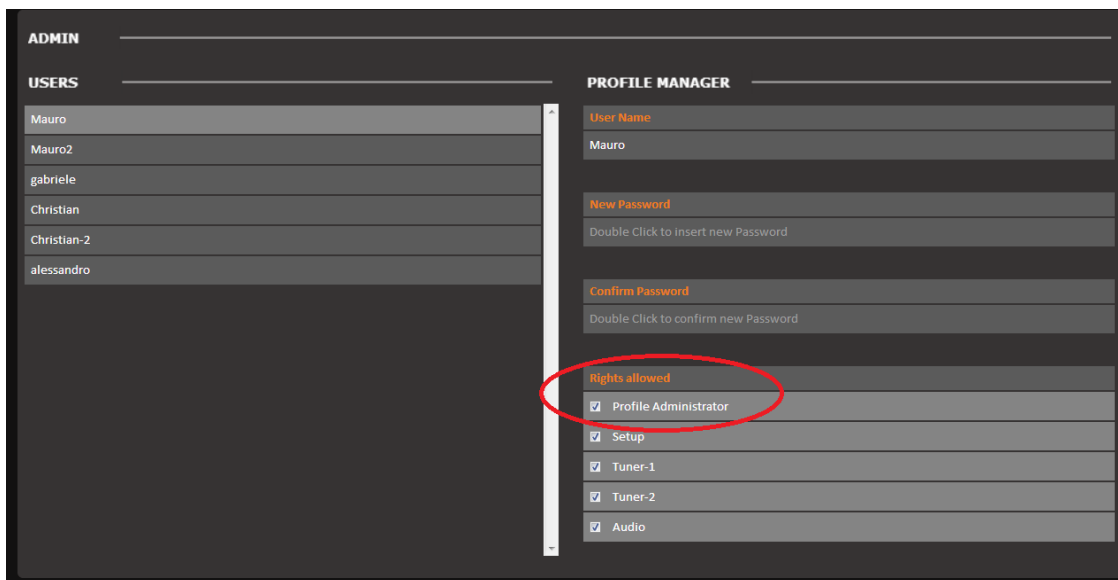 ADMIN
USERS
Mauro
Mauro2
gabriele
Christian
Christian-2
alessandro
PROFILE MANAGER
User Name
Mauro
New Password
Double Click to insert new Password
Confirm Password
Double Click to confirm new Password
Rights allowed
Profile Administrator
Setup
Tuner-1
Tuner-2
Audio